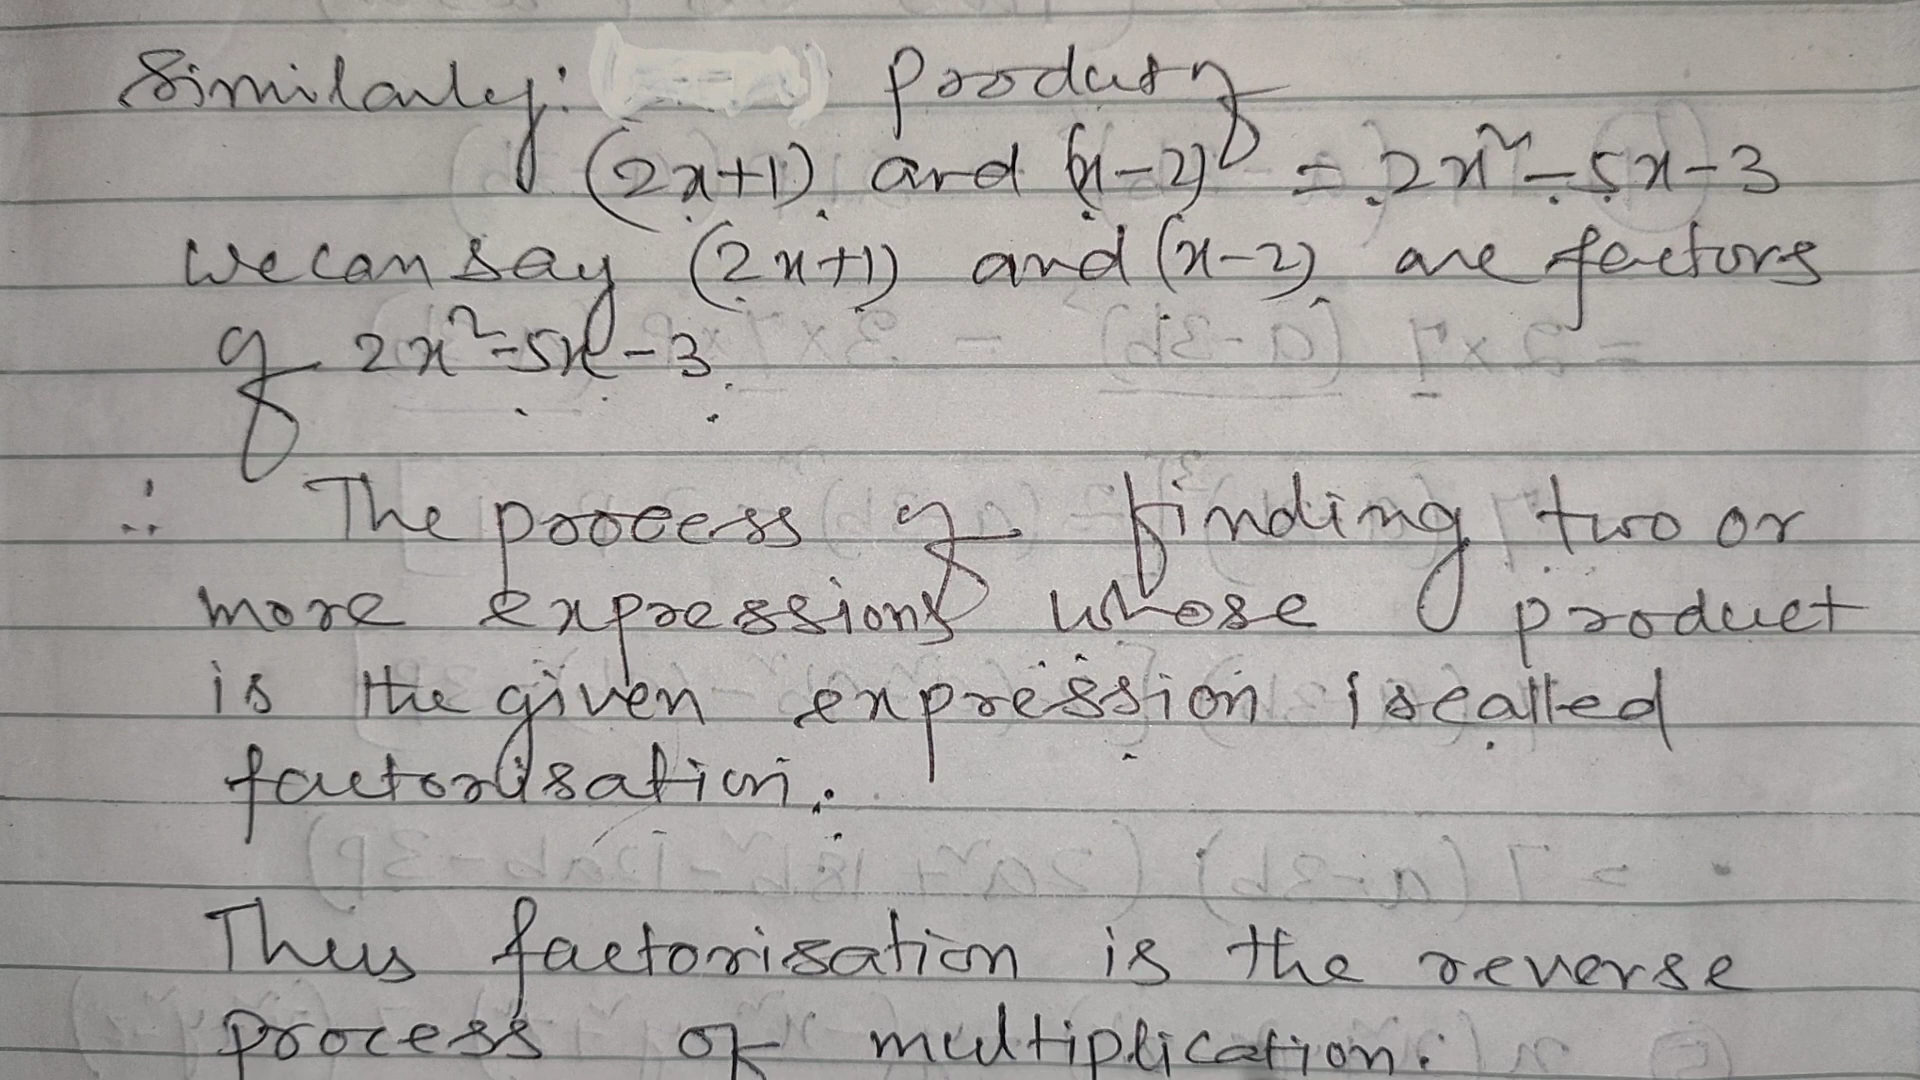 Similarly: Product of
(2x+1) and (x-2) = 2x²-5x-3
We can say (2x+1) and (x-2) are factors
of 2x²-5x-3.
∴ The process of finding two or
more expressions whose product
is the given expression is called
factorisation.
Thus factorisation is the reverse
process of multiplication.